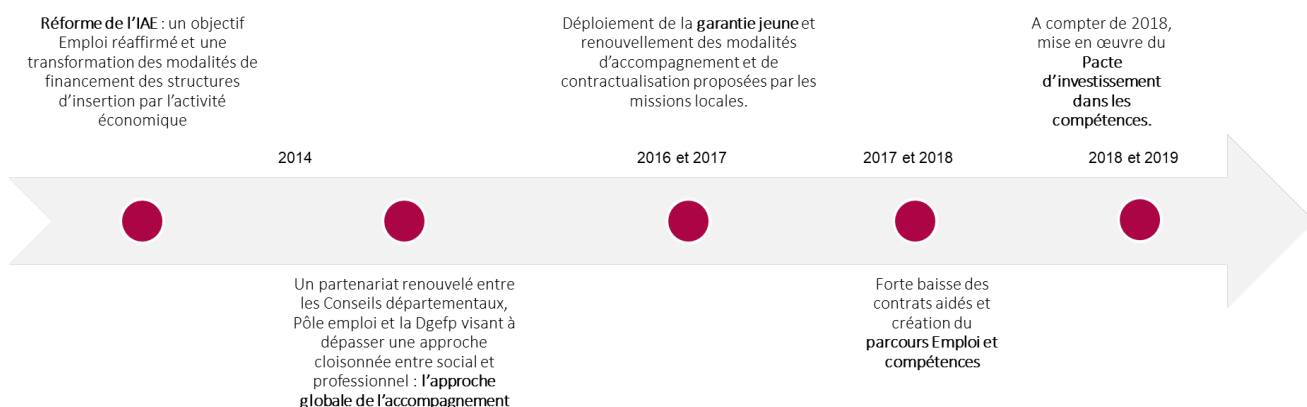 Réforme de l'IAE : un objectif
Emploi réaffirmé et une
transformation des modalités de
financement des structures
d'insertion par l'activité
économique
Déploiement de la garantie jeune et
renouvellement des modalités
d'accompagnement et de
contractualisation proposées par les
missions locales.
A compter de 2018,
mise en œuvre du
Pacte
d'investissement
dans les
compétences.
2014
2016 et 2017
2017 et 2018
2018 et 2019
Un partenariat renouvelé entre
les Conseils départementaux,
Pôle emploi et la Dgefp visant à
dépasser une approche
cloisonnée entre social et
professionnel : l'approche
globale de l'accompagnement
Forte baisse des
contrats aidés et
création du
parcours Emploi et
compétences